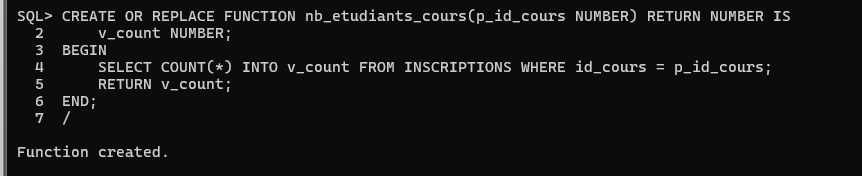 SQL> CREATE OR REPLACE FUNCTION nb_etudiants_cours(p_id_cours NUMBER) RETURN NUMBER IS
  2      v_count NUMBER;
  3  BEGIN
  4      SELECT COUNT(*) INTO v_count FROM INSCRIPTIONS WHERE id_cours = p_id_cours;
  5      RETURN v_count;
  6  END;
  7  /
Function created.